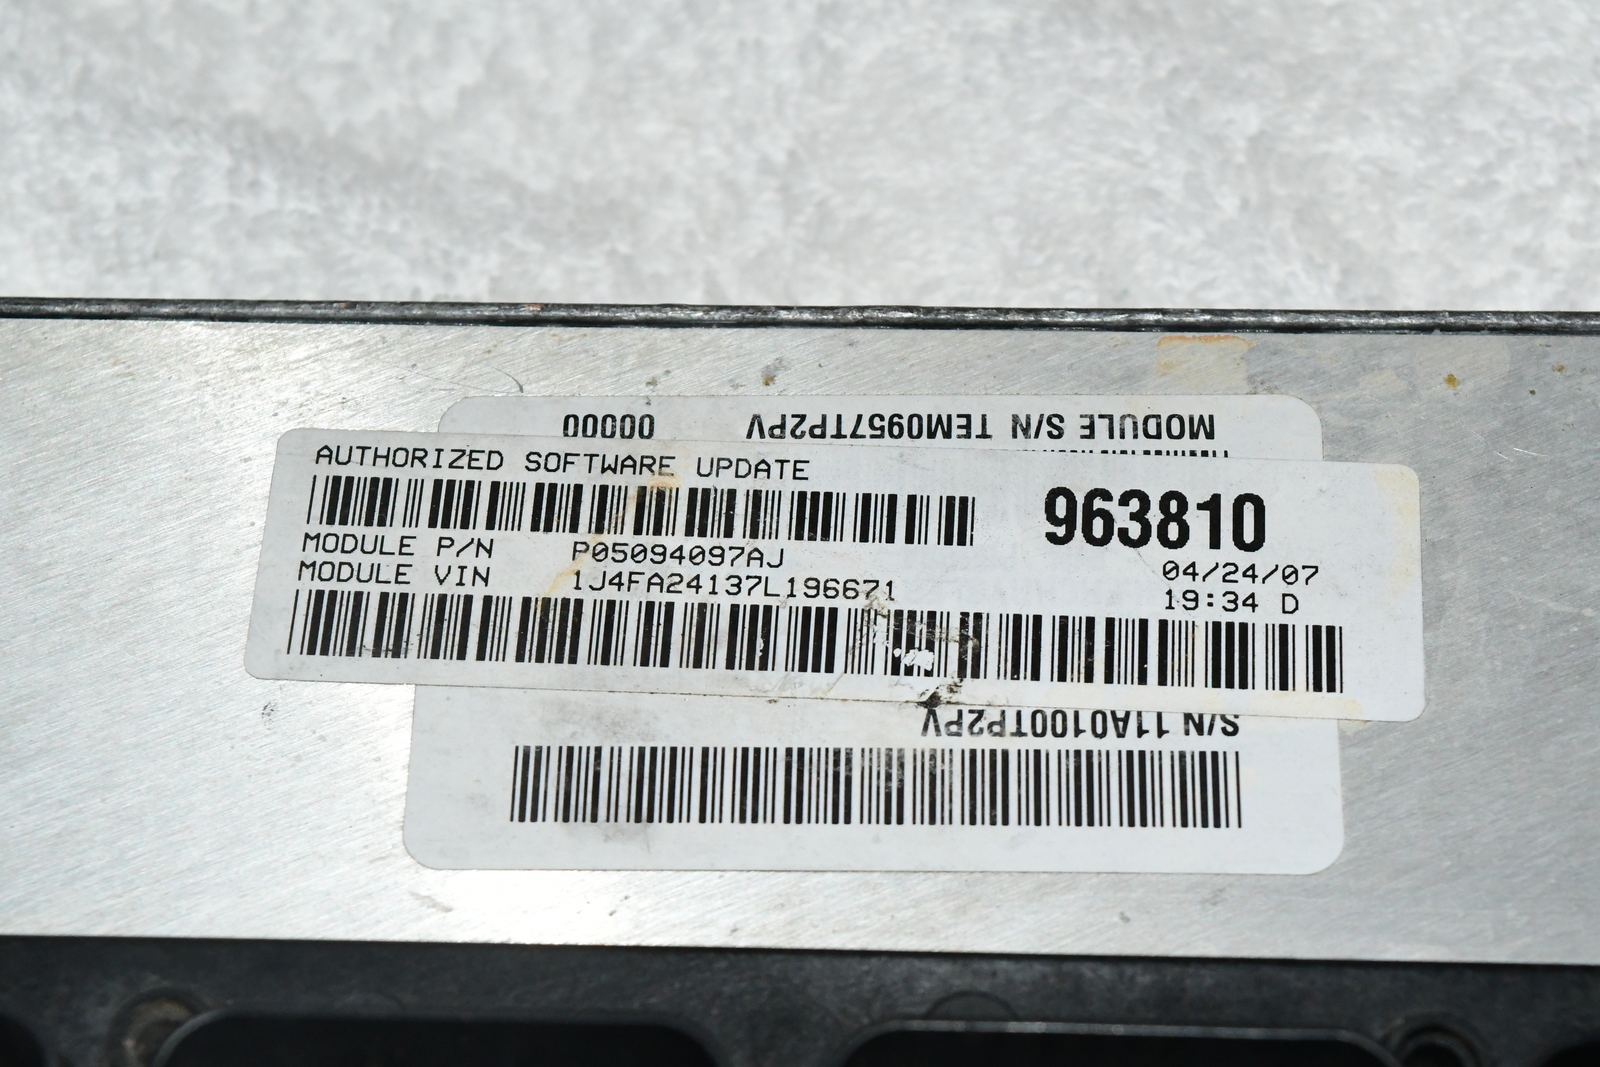 MODULE S/N TEM0957TP2PV 00000
AUTHORIZED SOFTWARE UPDATE
963810
MODULE P/N P05094097AJ
04/24/07
MODULE VIN 1J4FA24137L196671
19:34 D
S/N 11A0100TP2PV